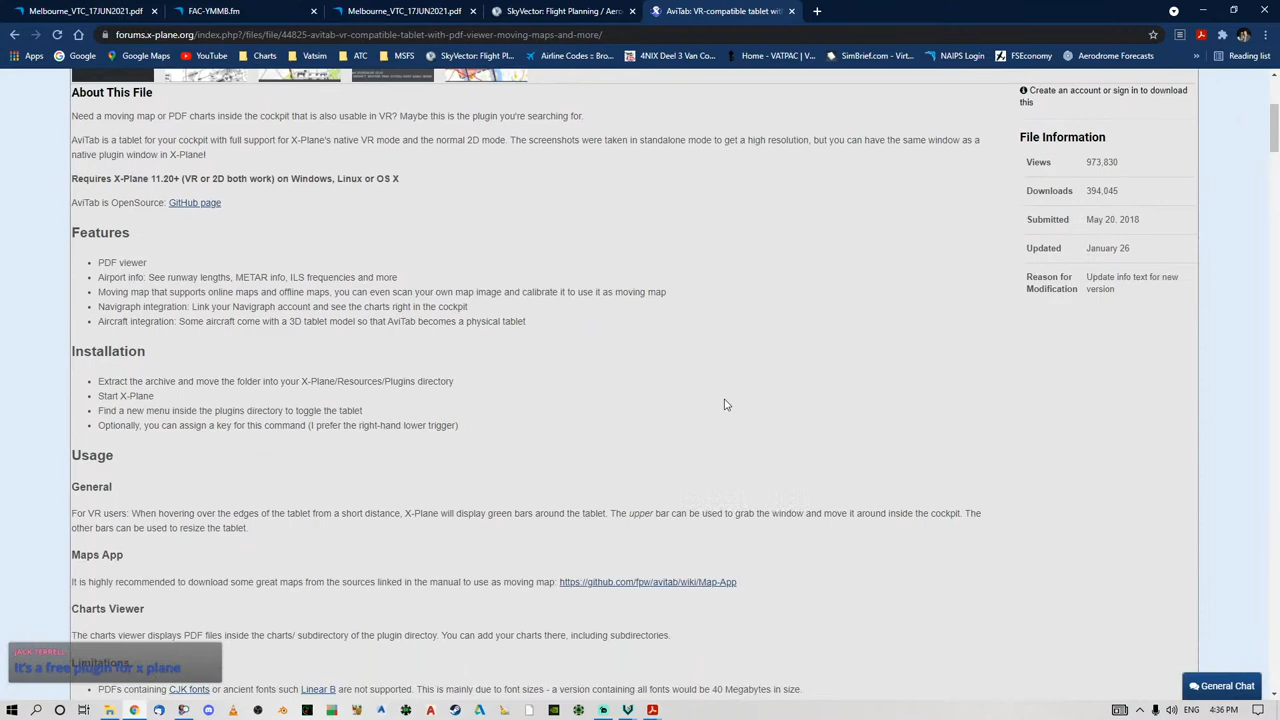 _VTC_17JUN2021.pdf
X-Plane_YMMB.pdf
Melbourne_VTC_17JUN2021.pdf
SkyVector: Flight Planning / Aero
AviTab: VR-compatible tablet with
forums.x-plane.org/index.php?/files/file/44825-avitab-vr-compatible-tablet-with-pdf-viewer-moving-maps-and-more/
Apps Gmail YouTube Charts ATC MSFS SkyVector: Flight Pl... Airline Codes :: Bro... 4NIX Deel 3 Van Col... Home - VATPAC (V... SimBrief.com - Virt... NAIPS Login FSEconomy Aerodrome Forecasts Reading list
About This File
Create an account or sign in to download
this
Need a moving map or PDF charts inside the cockpit that is also usable in VR? Maybe this is the plugin you're searching for.
AviTab is a tablet for your cockpit with full support for X-Plane's native VR mode and the normal 2D mode. The screenshots were taken in standalone mode to get a high resolution, but you can have the same window as a
native plugin window in X-Plane!
Requires X-Plane 11.20+ (VR or 2D both work) on Windows, Linux or OS X
AviTab is OpenSource: GitHub page
File Information
Views 973,830
Downloads 394,045
Submitted May 20. 2018
Updated January 26
Reason for Modification Update info text for new version
Features
PDF viewer
Airport info: See runway lengths, METAR info, ILS frequencies and more
Moving map that supports online maps and offline maps, you can even scan your own map image and calibrate it to use it as moving map
Navigraph integration: Link your Navigraph account and see the charts right in the cockpit
Aircraft integration: Some aircraft come with a 3D tablet model so that AviTab becomes a physical tablet
Installation
Extract the archive and move the folder into your X-Plane/Resources/Plugins directory
Start X-Plane
Find a new menu inside the plugins directory to toggle the tablet
Optionally, you can assign a key for this command (I prefer the right-hand lower trigger)
Usage
General
For VR users: When hovering over the edges of the tablet from a short distance, X-Plane will display green bars around the tablet. The upper bar can be used to grab the window and move it around inside the cockpit. The
other bars can be used to resize the tablet.
Maps App
It is highly recommended to download some great maps from the sources linked in the manual to use as moving map: https://github.com/fpw/avitab/wiki/Map-App
Charts Viewer
The charts viewer displays PDF files inside the charts/ subdirectory of the plugin directoy. You can add your charts there, including subdirectories.
JACK TERRELL
It's a free plugin for x plane
Limitations
PDFs containing CJK fonts or ancient fonts such Linear B are not supported. This is mainly due to font sizes - a version containing all fonts would be 40 Megabytes in size.
General Chat
ENG 4:36 PM